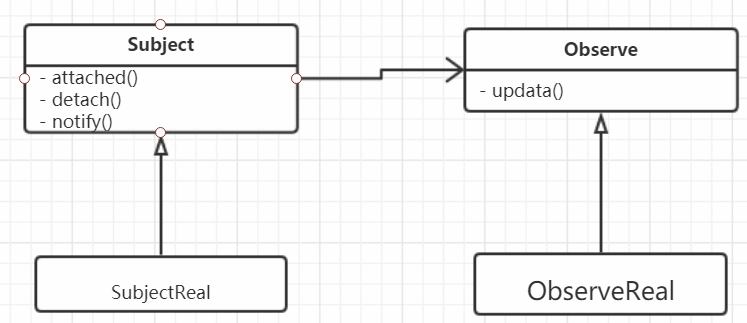 Subject
- attached()
- detach()
- notify()
Observe
- updata()
SubjectReal
ObserveReal